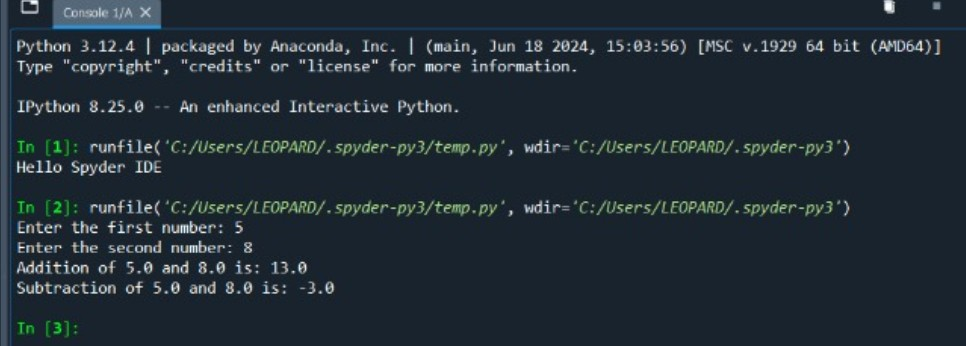 Console 1/A X
Python 3.12.4 | packaged by Anaconda, Inc. | (main, Jun 18 2024, 15:03:56) [MSC v.1929 64 bit (AMD64)]
Type "copyright", "credits" or "license" for more information.
IPython 8.25.0 -- An enhanced Interactive Python.
In [1]: runfile('C:/Users/LEOPARD/.spyder-py3/temp.py', wdir='C:/Users/LEOPARD/.spyder-py3')
Hello Spyder IDE
In [2]: runfile('C:/Users/LEOPARD/.spyder-py3/temp.py', wdir='C:/Users/LEOPARD/.spyder-py3')
Enter the first number: 5
Enter the second number: 8
Addition of 5.0 and 8.0 is: 13.0
Subtraction of 5.0 and 8.0 is: -3.0
In [3]: